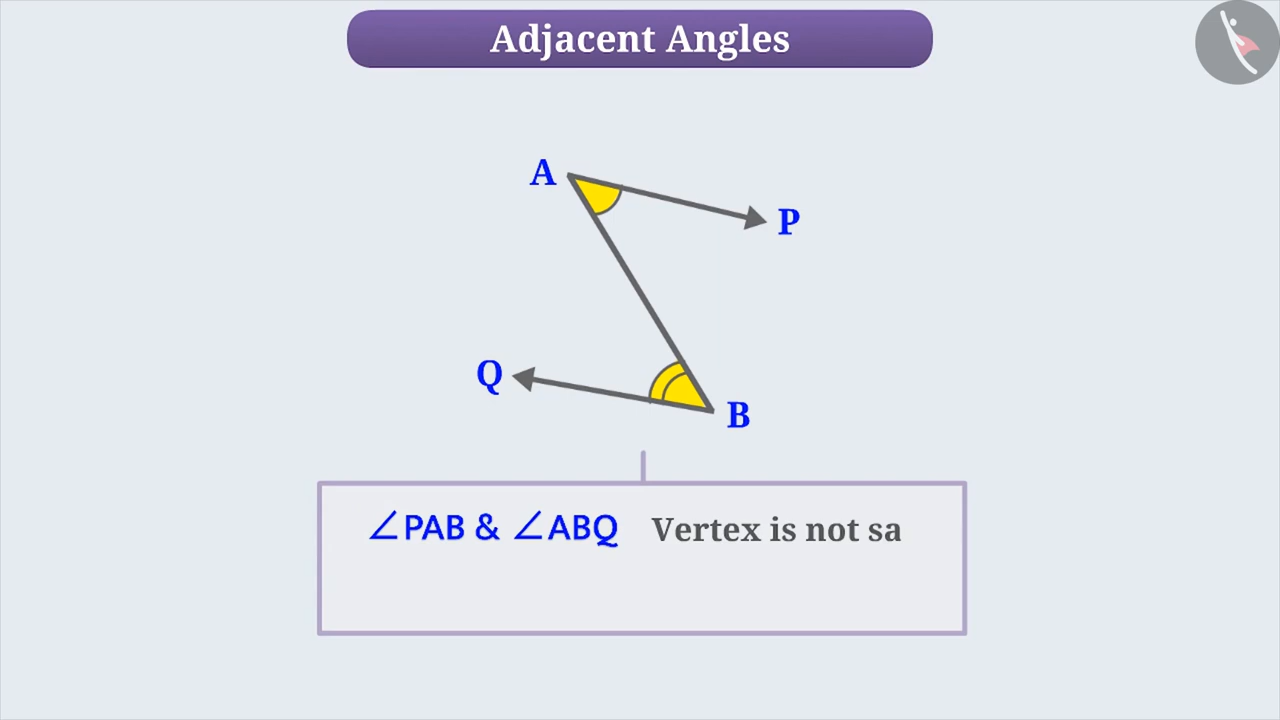 Adjacent Angles
A
P
Q
B
∠PAB & ∠ABQ Vertex is not sa